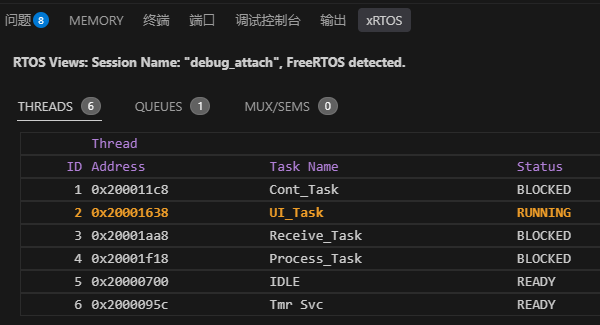 问题 8 MEMORY 终端 端口 调试控制台 输出 xRTOS
RTOS Views: Session Name: "debug_attach", FreeRTOS detected.
THREADS 6 QUEUES 1 MUX/SEMS 0
Thread
ID Address Task Name Status
1 0x200011c8 Cont_Task BLOCKED
2 0x20001638 UI_Task RUNNING
3 0x20001aa8 Receive_Task BLOCKED
4 0x20001f18 Process_Task BLOCKED
5 0x20000700 IDLE READY
6 0x2000095c Tmr Svc READY